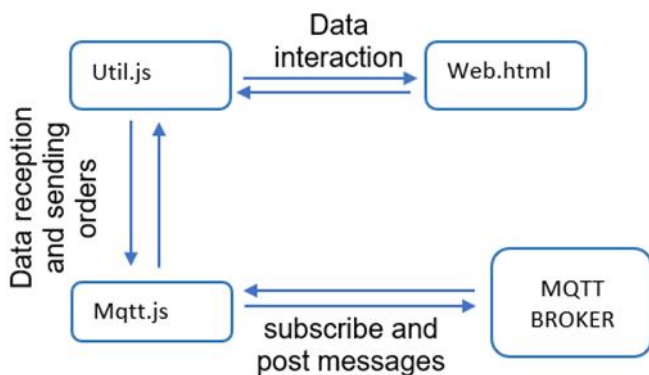 Data
interaction
Util.js
Web.html
Data reception
and sending
orders
Mqtt.js
MQTT
BROKER
subscribe and
post messages